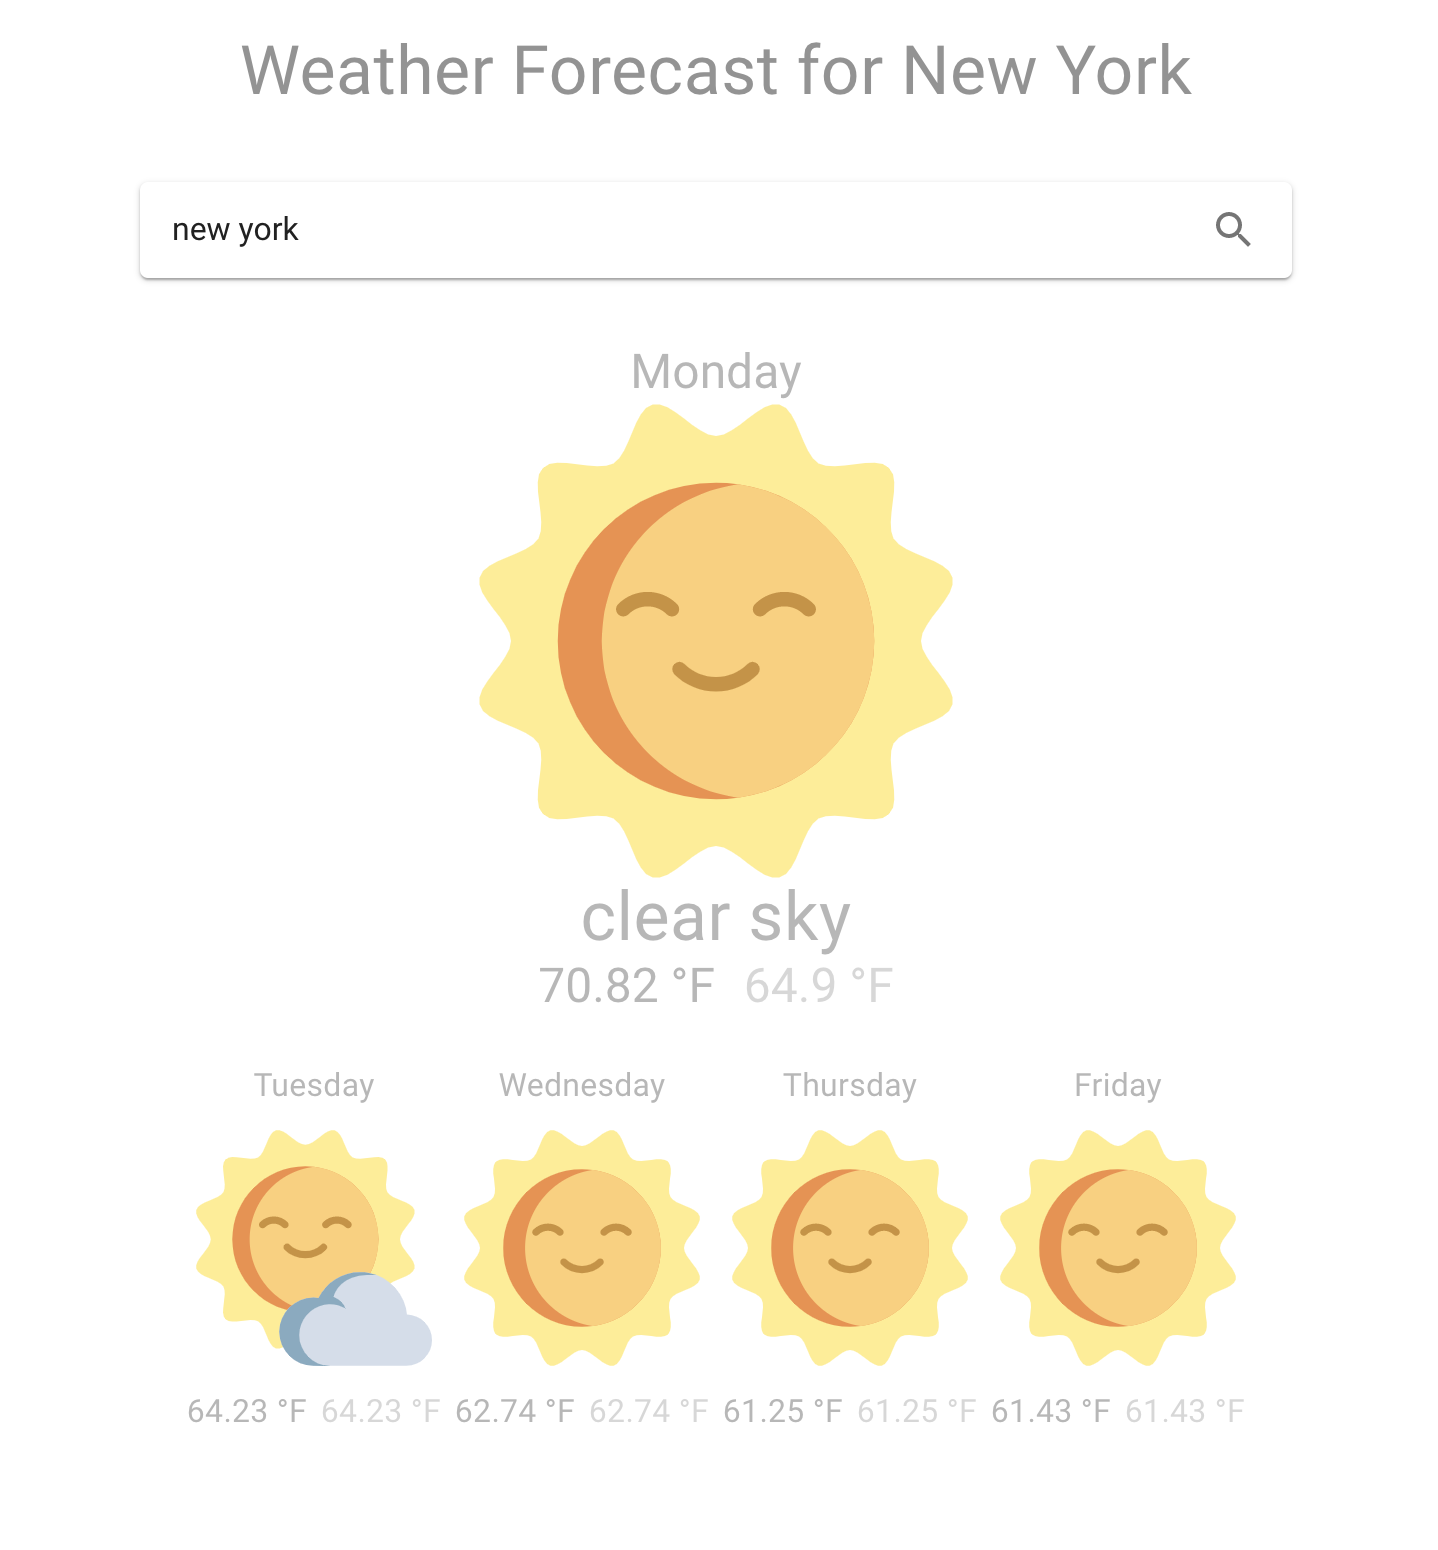 Weather Forecast for New York
new york
Monday
clear sky
70.82 °F 64.9 °F
Tuesday Wednesday Thursday Friday
64.23 °F 64.23 °F 62.74 °F 62.74 °F 61.25 °F 61.25 °F 61.43 °F 61.43 °F